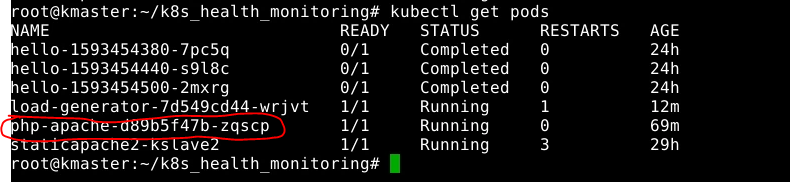 root@kmaster:~/k8s_health_monitoring# kubectl get pods
NAME READY STATUS RESTARTS AGE
hello-1593454380-7pc5q 0/1 Completed 0 24h
hello-1593454440-s9l8c 0/1 Completed 0 24h
hello-1593454500-2mxrg 0/1 Completed 0 24h
load-generator-7d549cd44-wrjvt 1/1 Running 1 12m
php-apache-d89b5f47b-zqscp 1/1 Running 0 69m
staticapache2-kslave2 1/1 Running 3 29h
root@kmaster:~/k8s_health_monitoring#